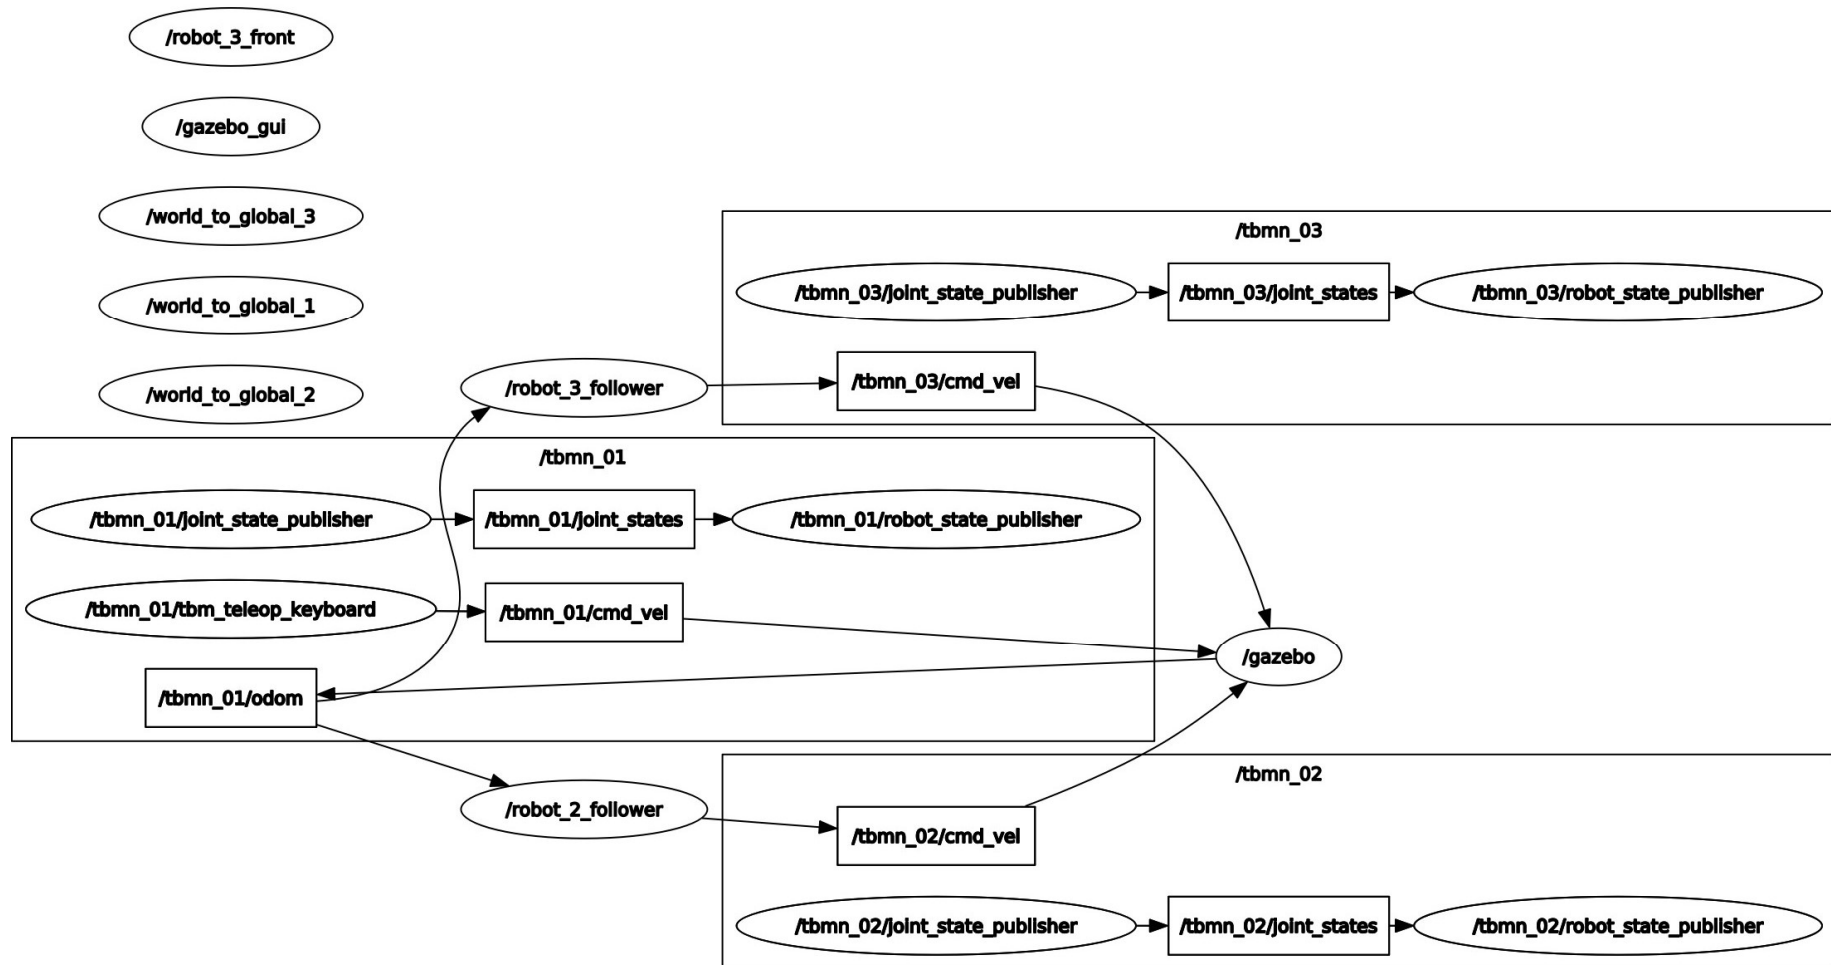 /robot_3_front
/gazebo_gui
/world_to_global_3
/world_to_global_1
/world_to_global_2
/tbmn_03
/tbmn_03/joint_state_publisher
/tbmn_03/joint_states
/tbmn_03/robot_state_publisher
/robot_3_follower
/tbmn_03/cmd_vel
/tbmn_01
/tbmn_01/joint_state_publisher
/tbmn_01/joint_states
/tbmn_01/robot_state_publisher
/tbmn_01/tbm_teleop_keyboard
/tbmn_01/cmd_vel
/gazebo
/tbmn_01/odom
/tbmn_02
/robot_2_follower
/tbmn_02/cmd_vel
/tbmn_02/joint_state_publisher
/tbmn_02/joint_states
/tbmn_02/robot_state_publisher